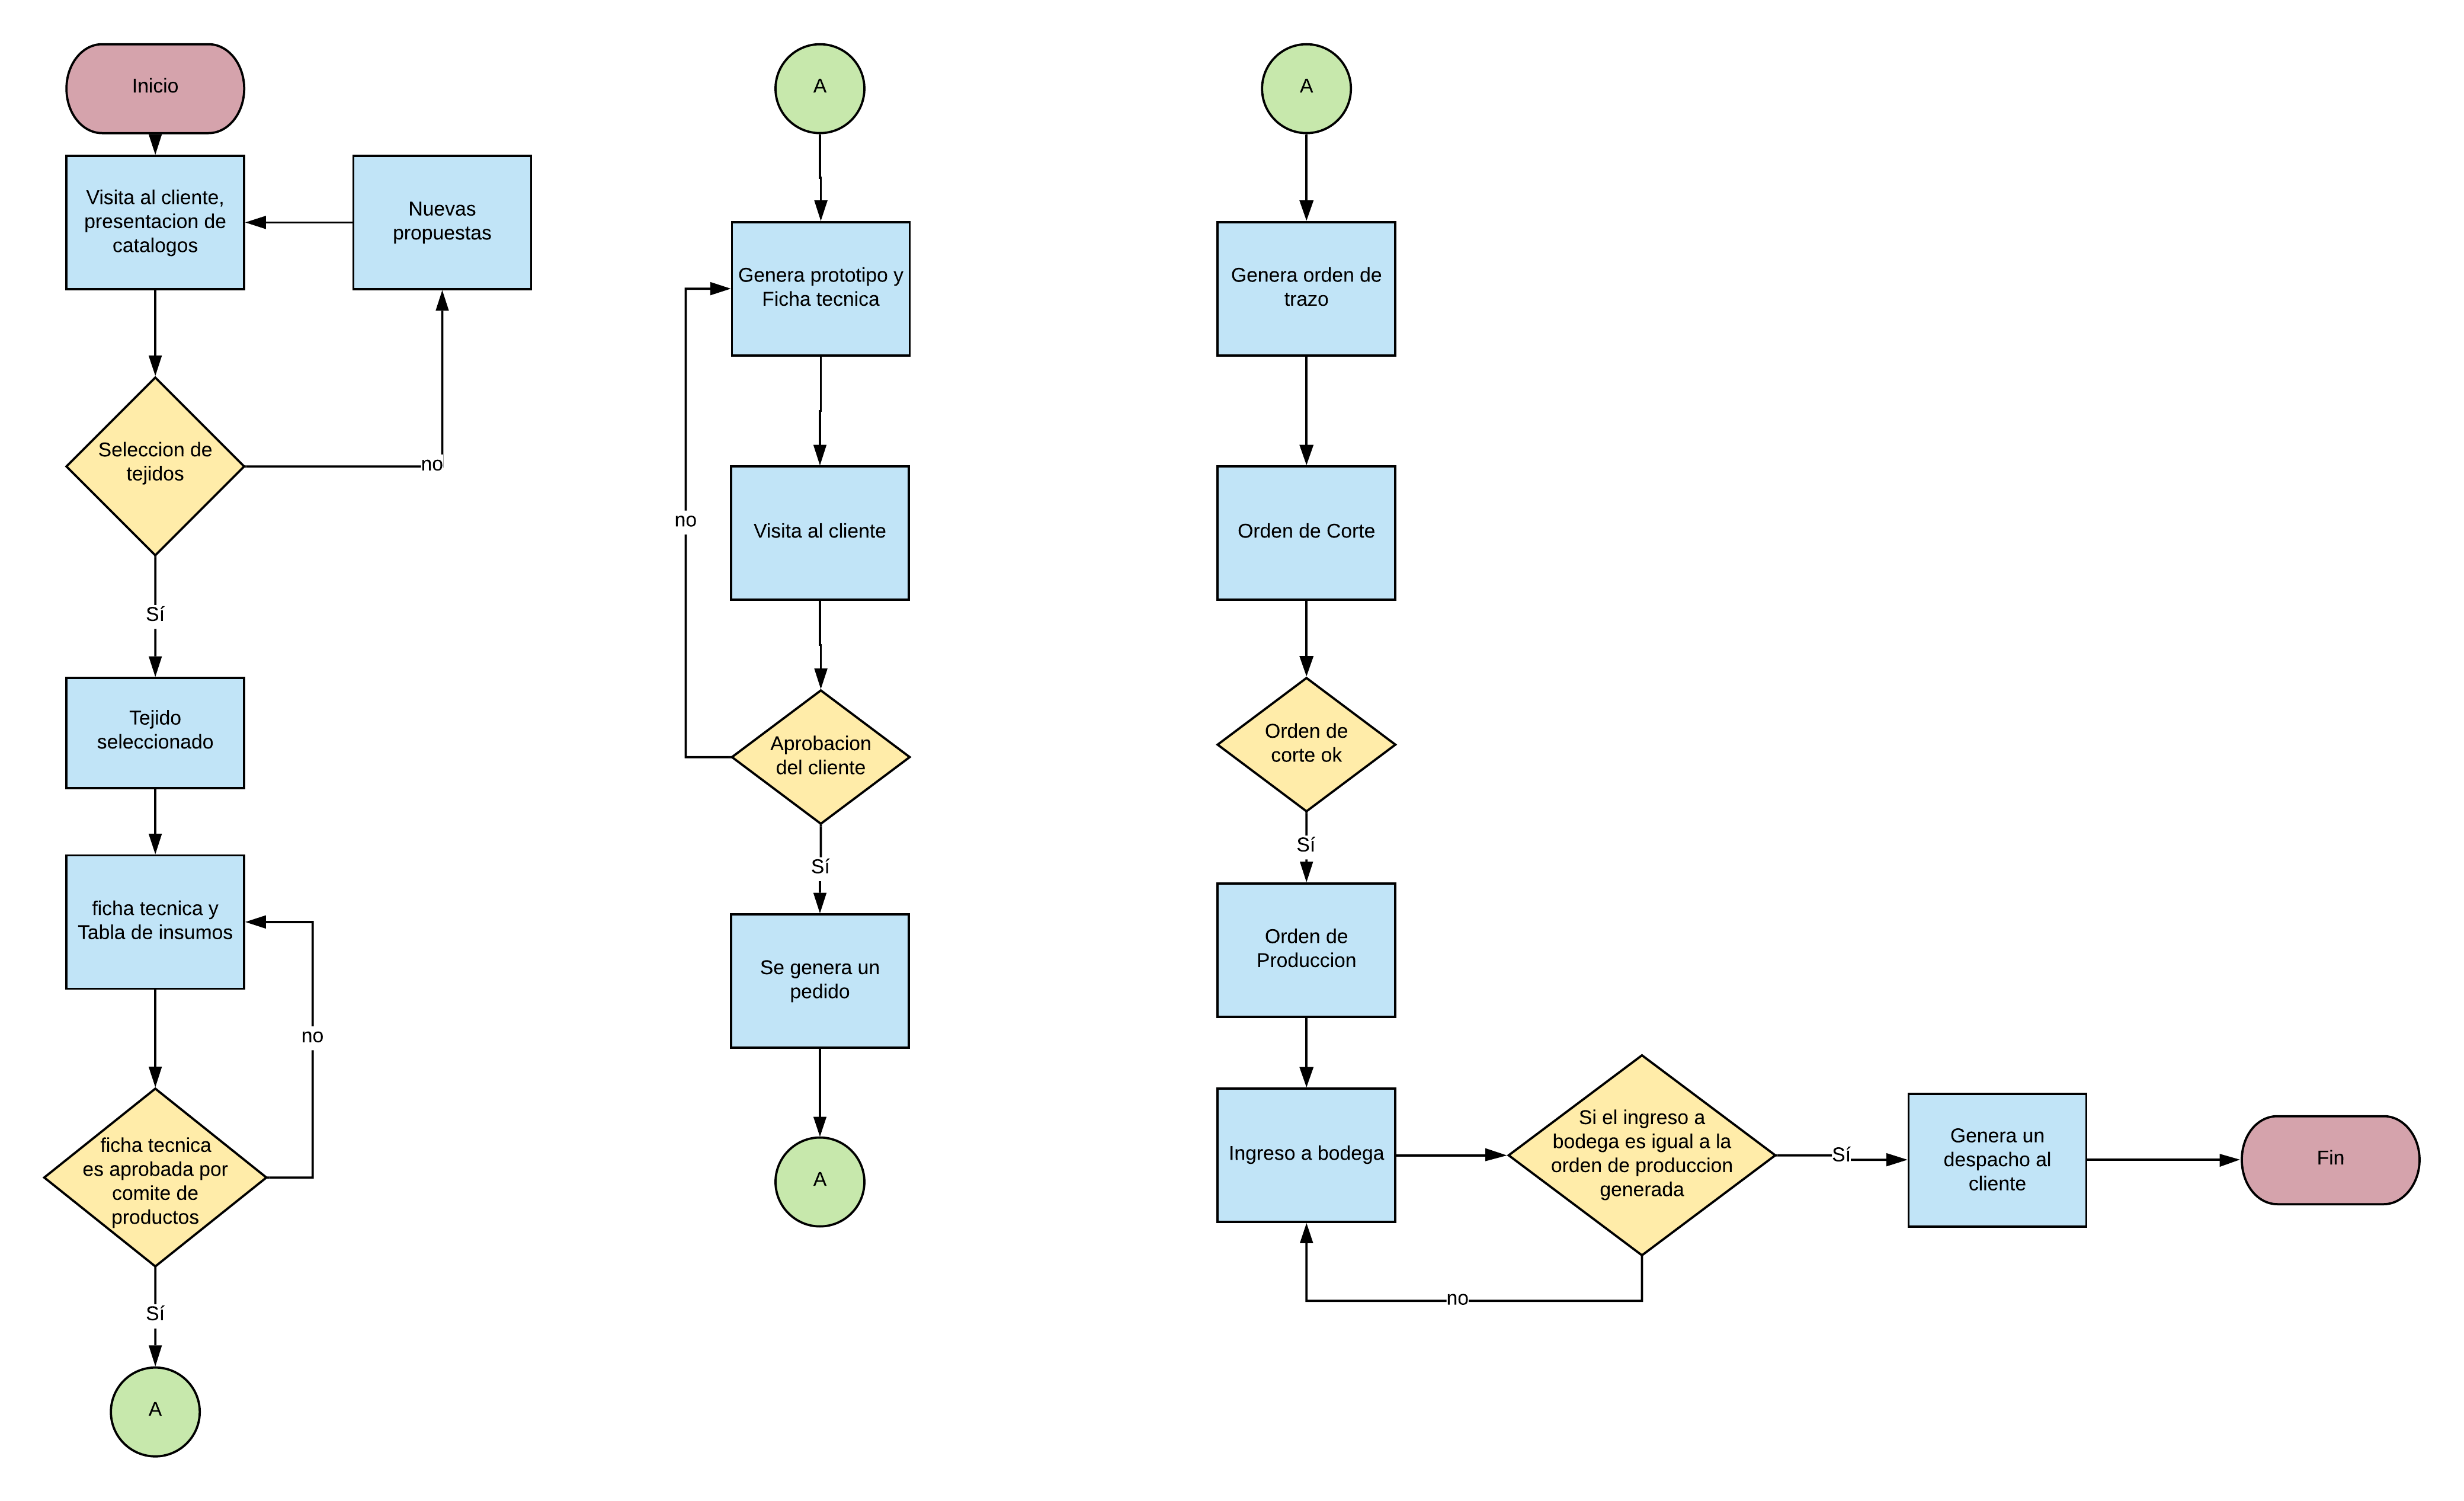 Inicio
Visita al cliente,
presentacion de
catalogos
Nuevas
propuestas
Seleccion de
tejidos
no
Sí
Tejido
seleccionado
ficha tecnica y
Tabla de insumos
no
ficha tecnica
es aprobada por
comite de
productos
Sí
A
A
Genera prototipo y
Ficha tecnica
no
Visita al cliente
Aprobacion
del cliente
Sí
Se genera un
pedido
A
A
Genera orden de
trazo
Orden de Corte
Orden de
corte ok
Sí
Orden de
Produccion
Ingreso a bodega
Si el ingreso a
bodega es igual a la
orden de produccion
generada
no
Sí
Genera un
despacho al
cliente
Fin